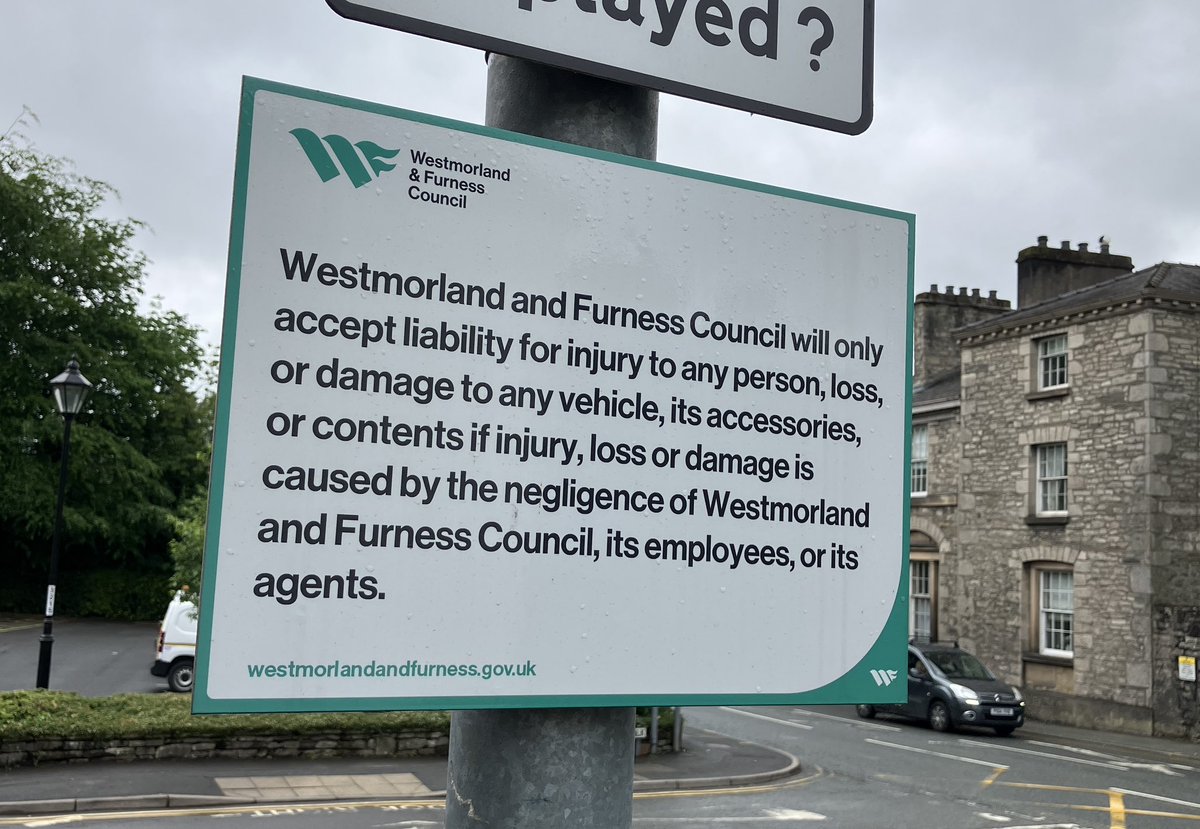 played?
Westmorland
& Furness
Council
Westmorland and Furness Council will only
accept liability for injury to any person, loss,
or damage to any vehicle, its accessories,
or contents if injury, loss or damage is
caused by the negligence of Westmorland
and Furness Council, its employees, or its
agents.
westmorlandandfurness.gov.uk